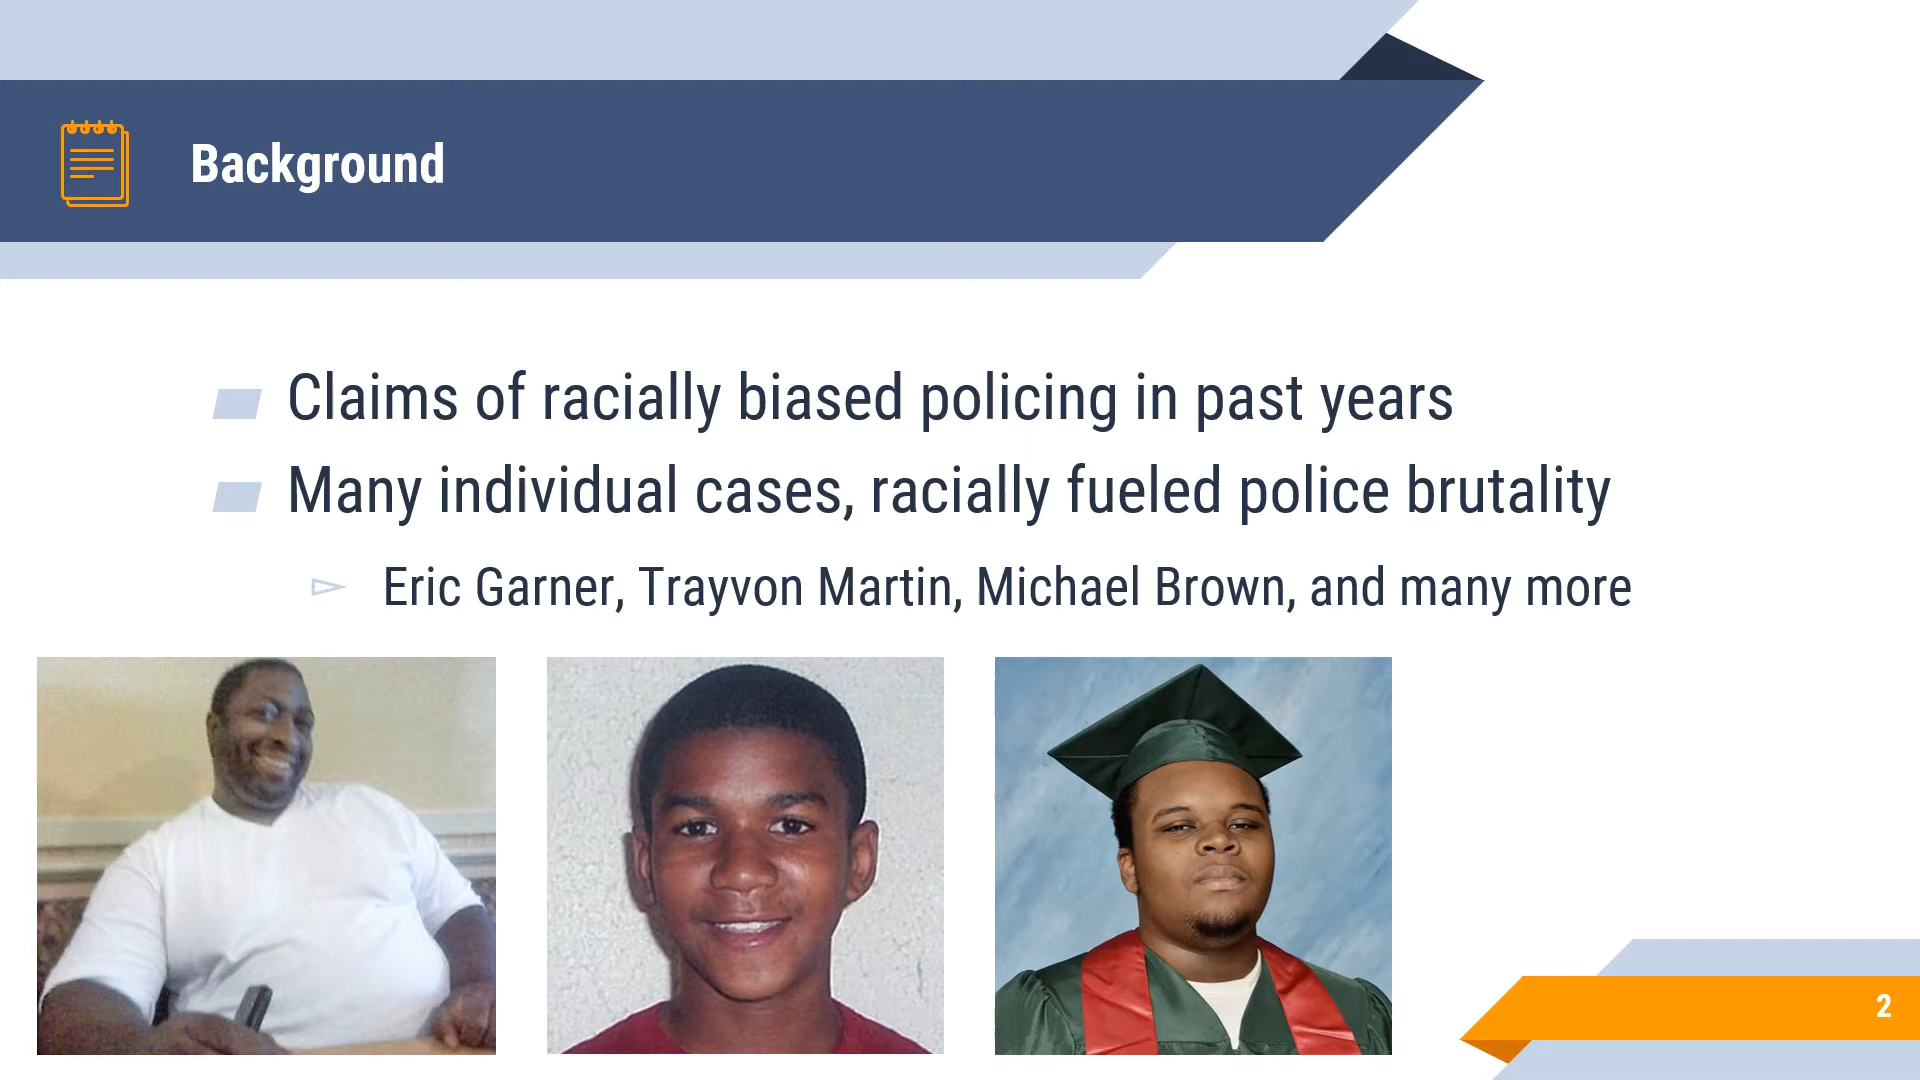 Background
Claims of racially biased policing in past years
Many individual cases, racially fueled police brutality
Eric Garner, Trayvon Martin, Michael Brown, and many more
2